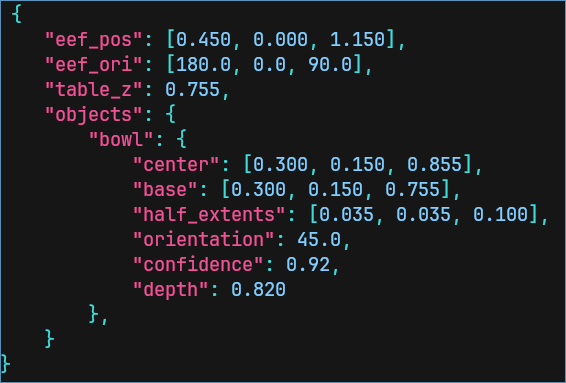 {
"eef_pos": [0.450, 0.000, 1.150],
"eef_ori": [180.0, 0.0, 90.0],
"table_z": 0.755,
"objects": {
"bowl": {
"center": [0.300, 0.150, 0.855],
"base": [0.300, 0.150, 0.755],
"half_extents": [0.035, 0.035, 0.100],
"orientation": 45.0,
"confidence": 0.92,
"depth": 0.820
},
}
}